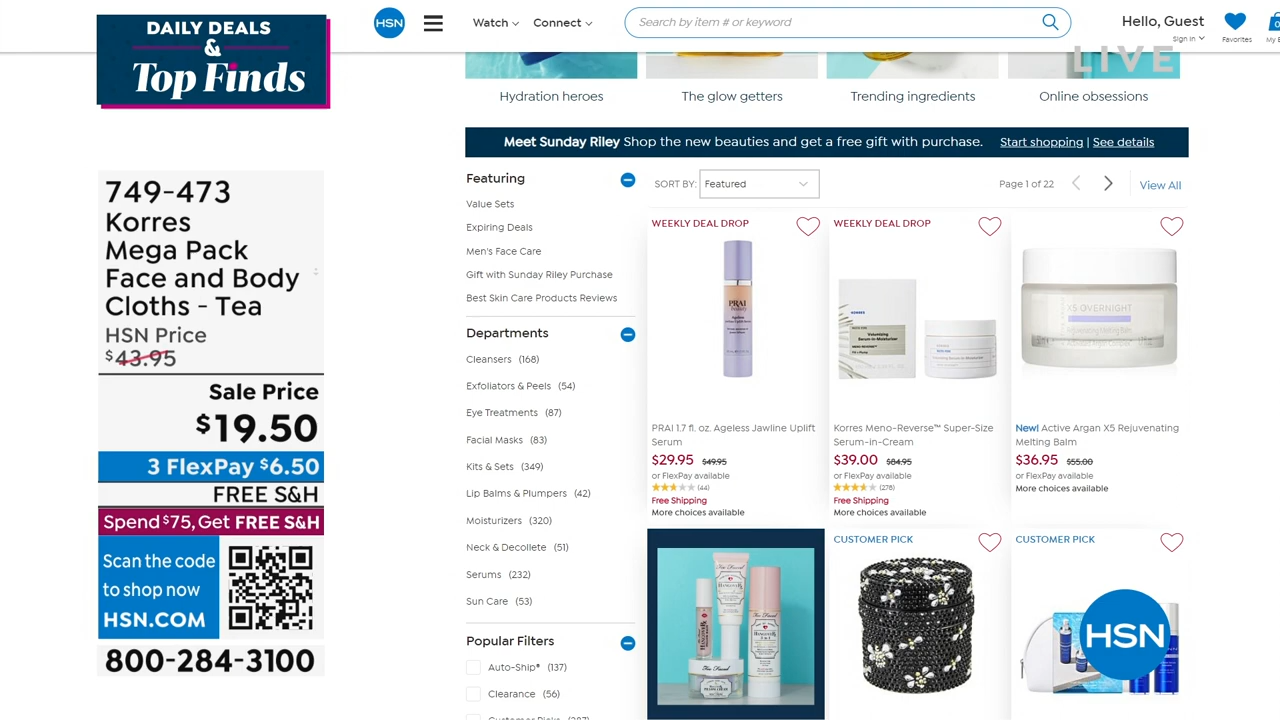 DAILY DEALS
&
Top Finds
749-473
Korres
Mega Pack
Face and Body
Cloths - Tea
HSN Price
$43.95
Sale Price
$19.50
3 FlexPay $6.50
FREE S&H
Spend $75, Get FREE S&H
Scan the code
to shop now
HSN.COM
800-284-3100
HSN
Watch
Connect
Search by item # or keyword
Hello, Guest
Sign In
Favorites
LIVE
Hydration heroes
The glow getters
Trending ingredients
Online obsessions
Meet Sunday Riley Shop the new beauties and get a free gift with purchase. Start shopping | See details
Featuring
Value Sets
Expiring Deals
Men's Face Care
Gift with Sunday Riley Purchase
Best Skin Care Products Reviews
Departments
Cleansers (168)
Exfoliators & Peels (54)
Eye Treatments (87)
Facial Masks (83)
Kits & Sets (349)
Lip Balms & Plumpers (42)
Moisturizers (320)
Neck & Decollete (51)
Serums (232)
Sun Care (53)
Popular Filters
Auto-Ship® (137)
Clearance (56)
SORT BY: Featured
Page 1 of 22
View All
WEEKLY DEAL DROP
PRAI
beauty
PRAI 1.7 fl. oz. Ageless Jawline Uplift
Serum
$29.95 $49.95
or FlexPay available
(44)
Free Shipping
More choices available
WEEKLY DEAL DROP
KORRES
Korres Meno-Reverse™ Super-Size
Serum-in-Cream
$39.00 $84.95
or FlexPay available
(278)
Free Shipping
More choices available
X5 OVERNIGHT
New! Active Argan X5 Rejuvenating
Melting Balm
$36.95 $55.00
or FlexPay available
More choices available
CUSTOMER PICK
CUSTOMER PICK
HSN